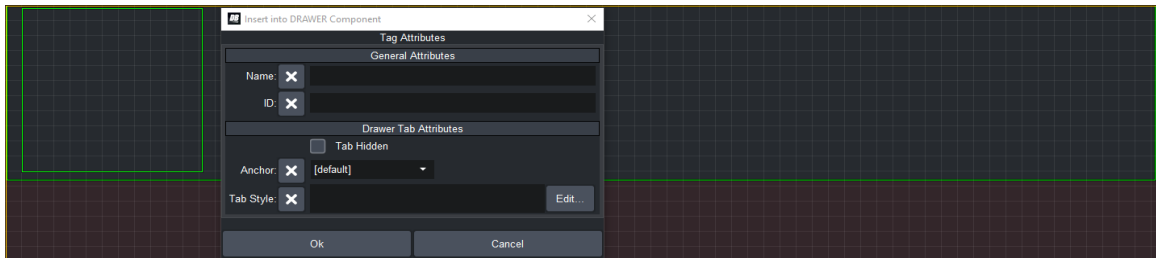 DB Insert into DRAWER Component
Tag Attributes
General Attributes
Name:
ID:
Drawer Tab Attributes
Tab Hidden
Anchor: [default]
Tab Style: Edit...
Ok Cancel